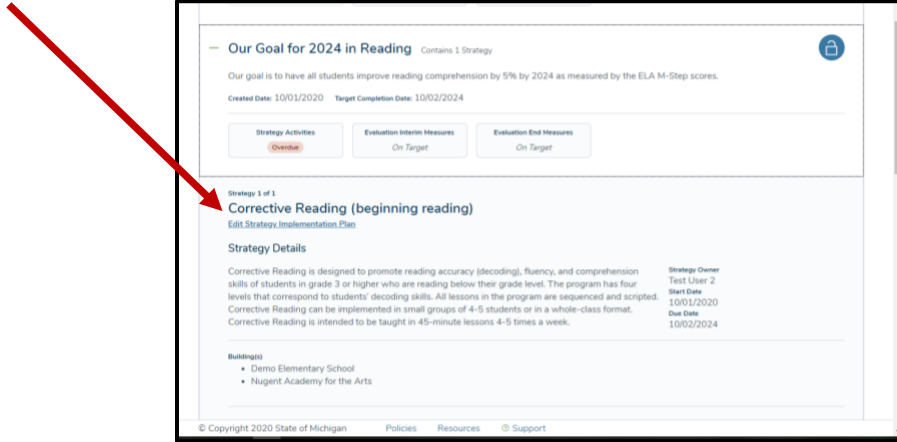 Our Goal for 2024 in Reading Contains 1 Strategy
Our goal is to have all students improve reading comprehension by 5% by 2024 as measured by the ELA M-Step scores.
Created Date: 10/01/2020 Target Completion Date: 10/02/2024
Strategy Activities
Overdue
Evaluation Interim Measures
On Target
Evaluation End Measures
On Target
Strategy 1 of 1
Corrective Reading (beginning reading)
Edit Strategy Implementation Plan
Strategy Details
Corrective Reading is designed to promote reading accuracy (decoding), fluency, and comprehension
skills of students in grade 3 or higher who are reading below their grade level. The program has four
levels that correspond to students' decoding skills. All lessons in the program are sequenced and scripted.
Corrective Reading can be implemented in small groups of 4-5 students or in a whole-class format.
Corrective Reading is intended to be taught in 45-minute lessons 4-5 times a week.
Strategy Owner
Test User 2
Start Date
10/01/2020
Due Date
10/02/2024
Building(s)
• Demo Elementary School
• Nugent Academy for the Arts
© Copyright 2020 State of Michigan Policies Resources Support